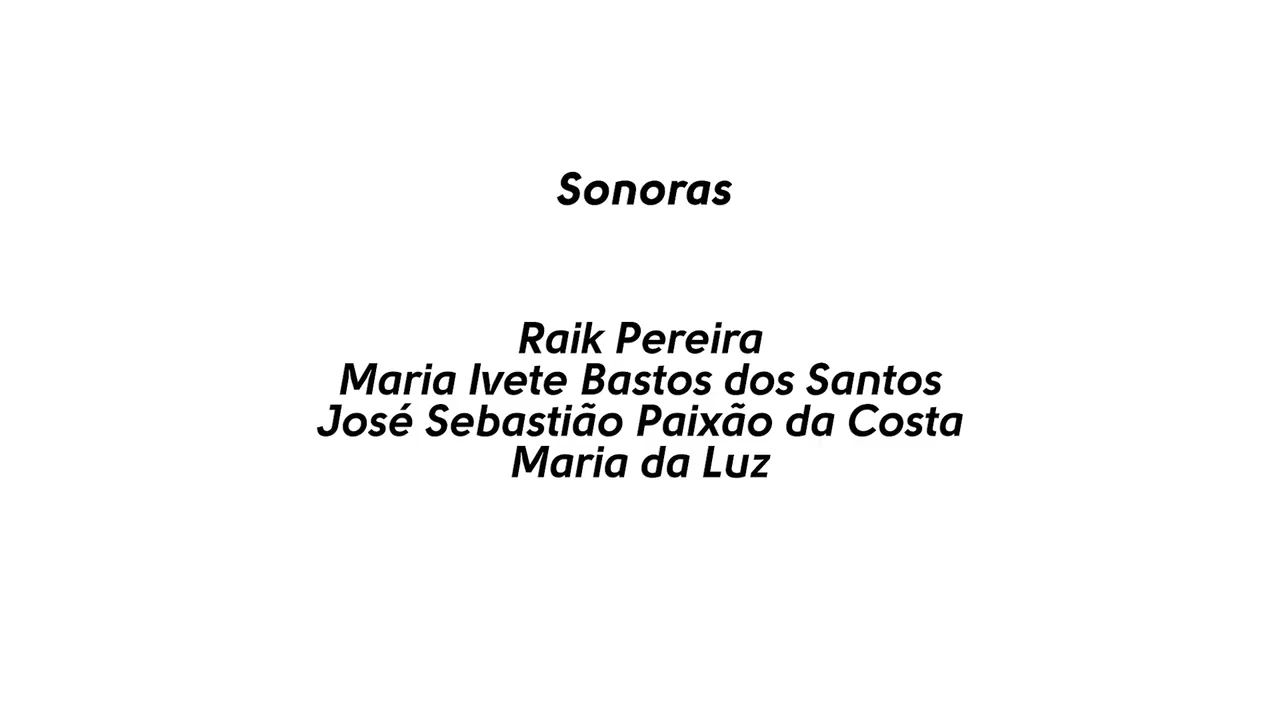 Sonoras
Raik Pereira
Maria Ivete Bastos dos Santos
José Sebastião Paixão da Costa
Maria da Luz